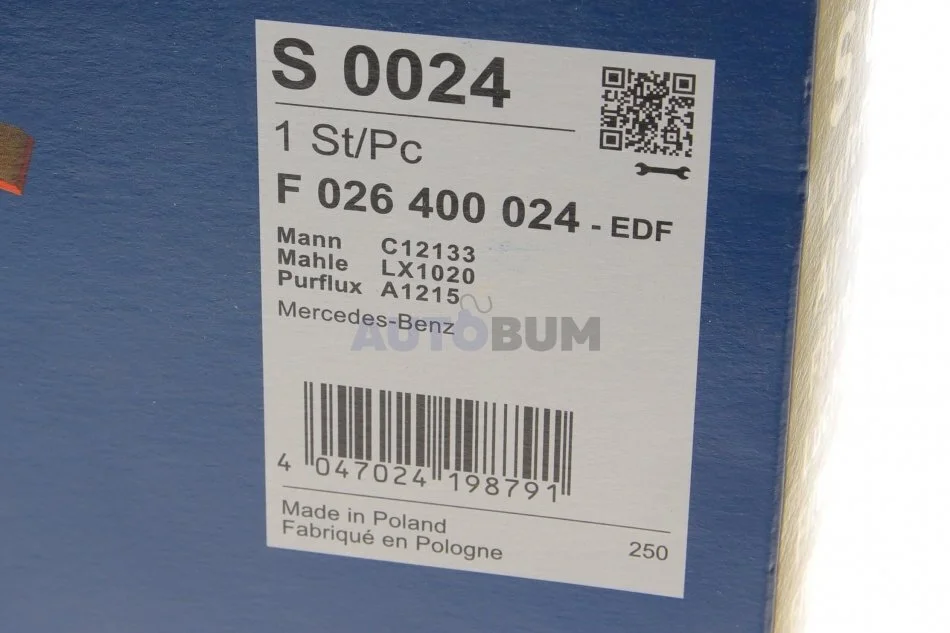 S 0024
1 St/Pc
F 026 400 024 - EDF
Mann C12133
Mahle LX1020
Purflux A1215
Mercedes-Benz
AUTOBUM
4 047024 198791
Made in Poland
Fabriqué en Pologne
250